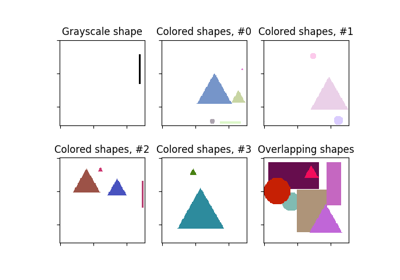 Grayscale shape
Colored shapes, #0
Colored shapes, #1
Colored shapes, #2
Colored shapes, #3
Overlapping shapes